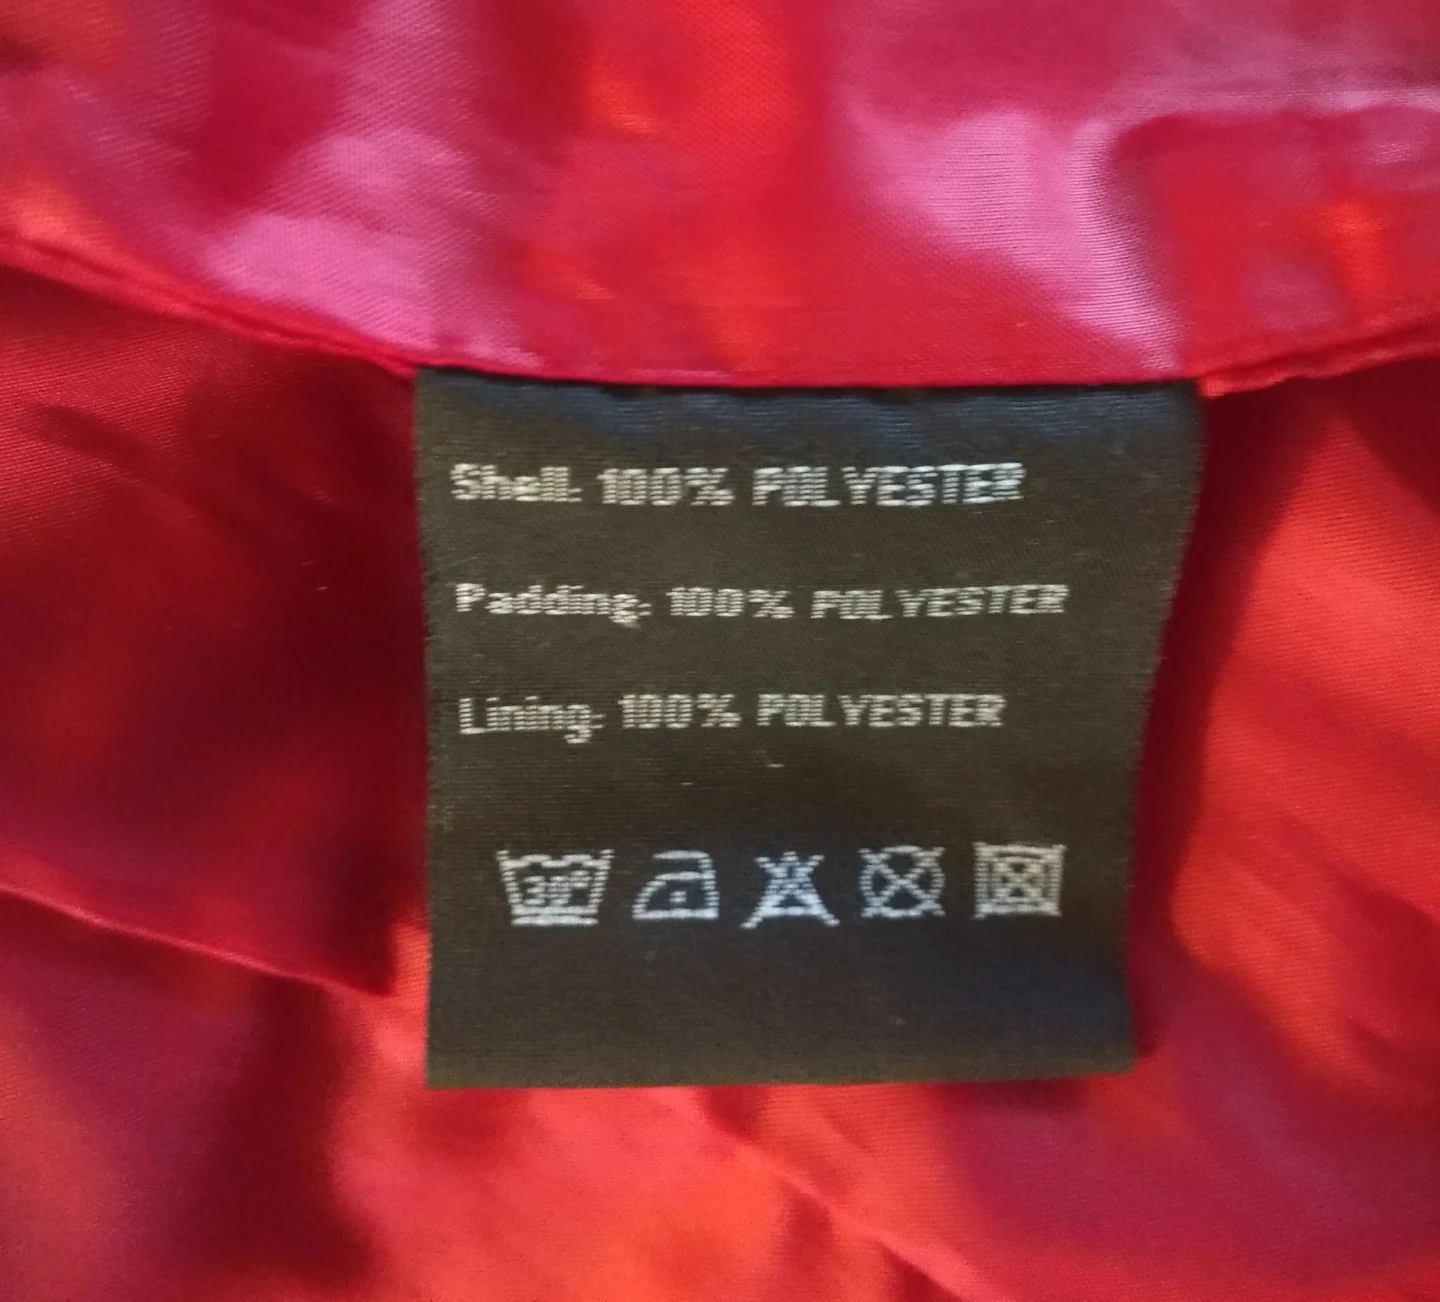 Shell: 100% POLYESTER
Padding: 100% POLYESTER
Lining: 100% POLYESTER
30°